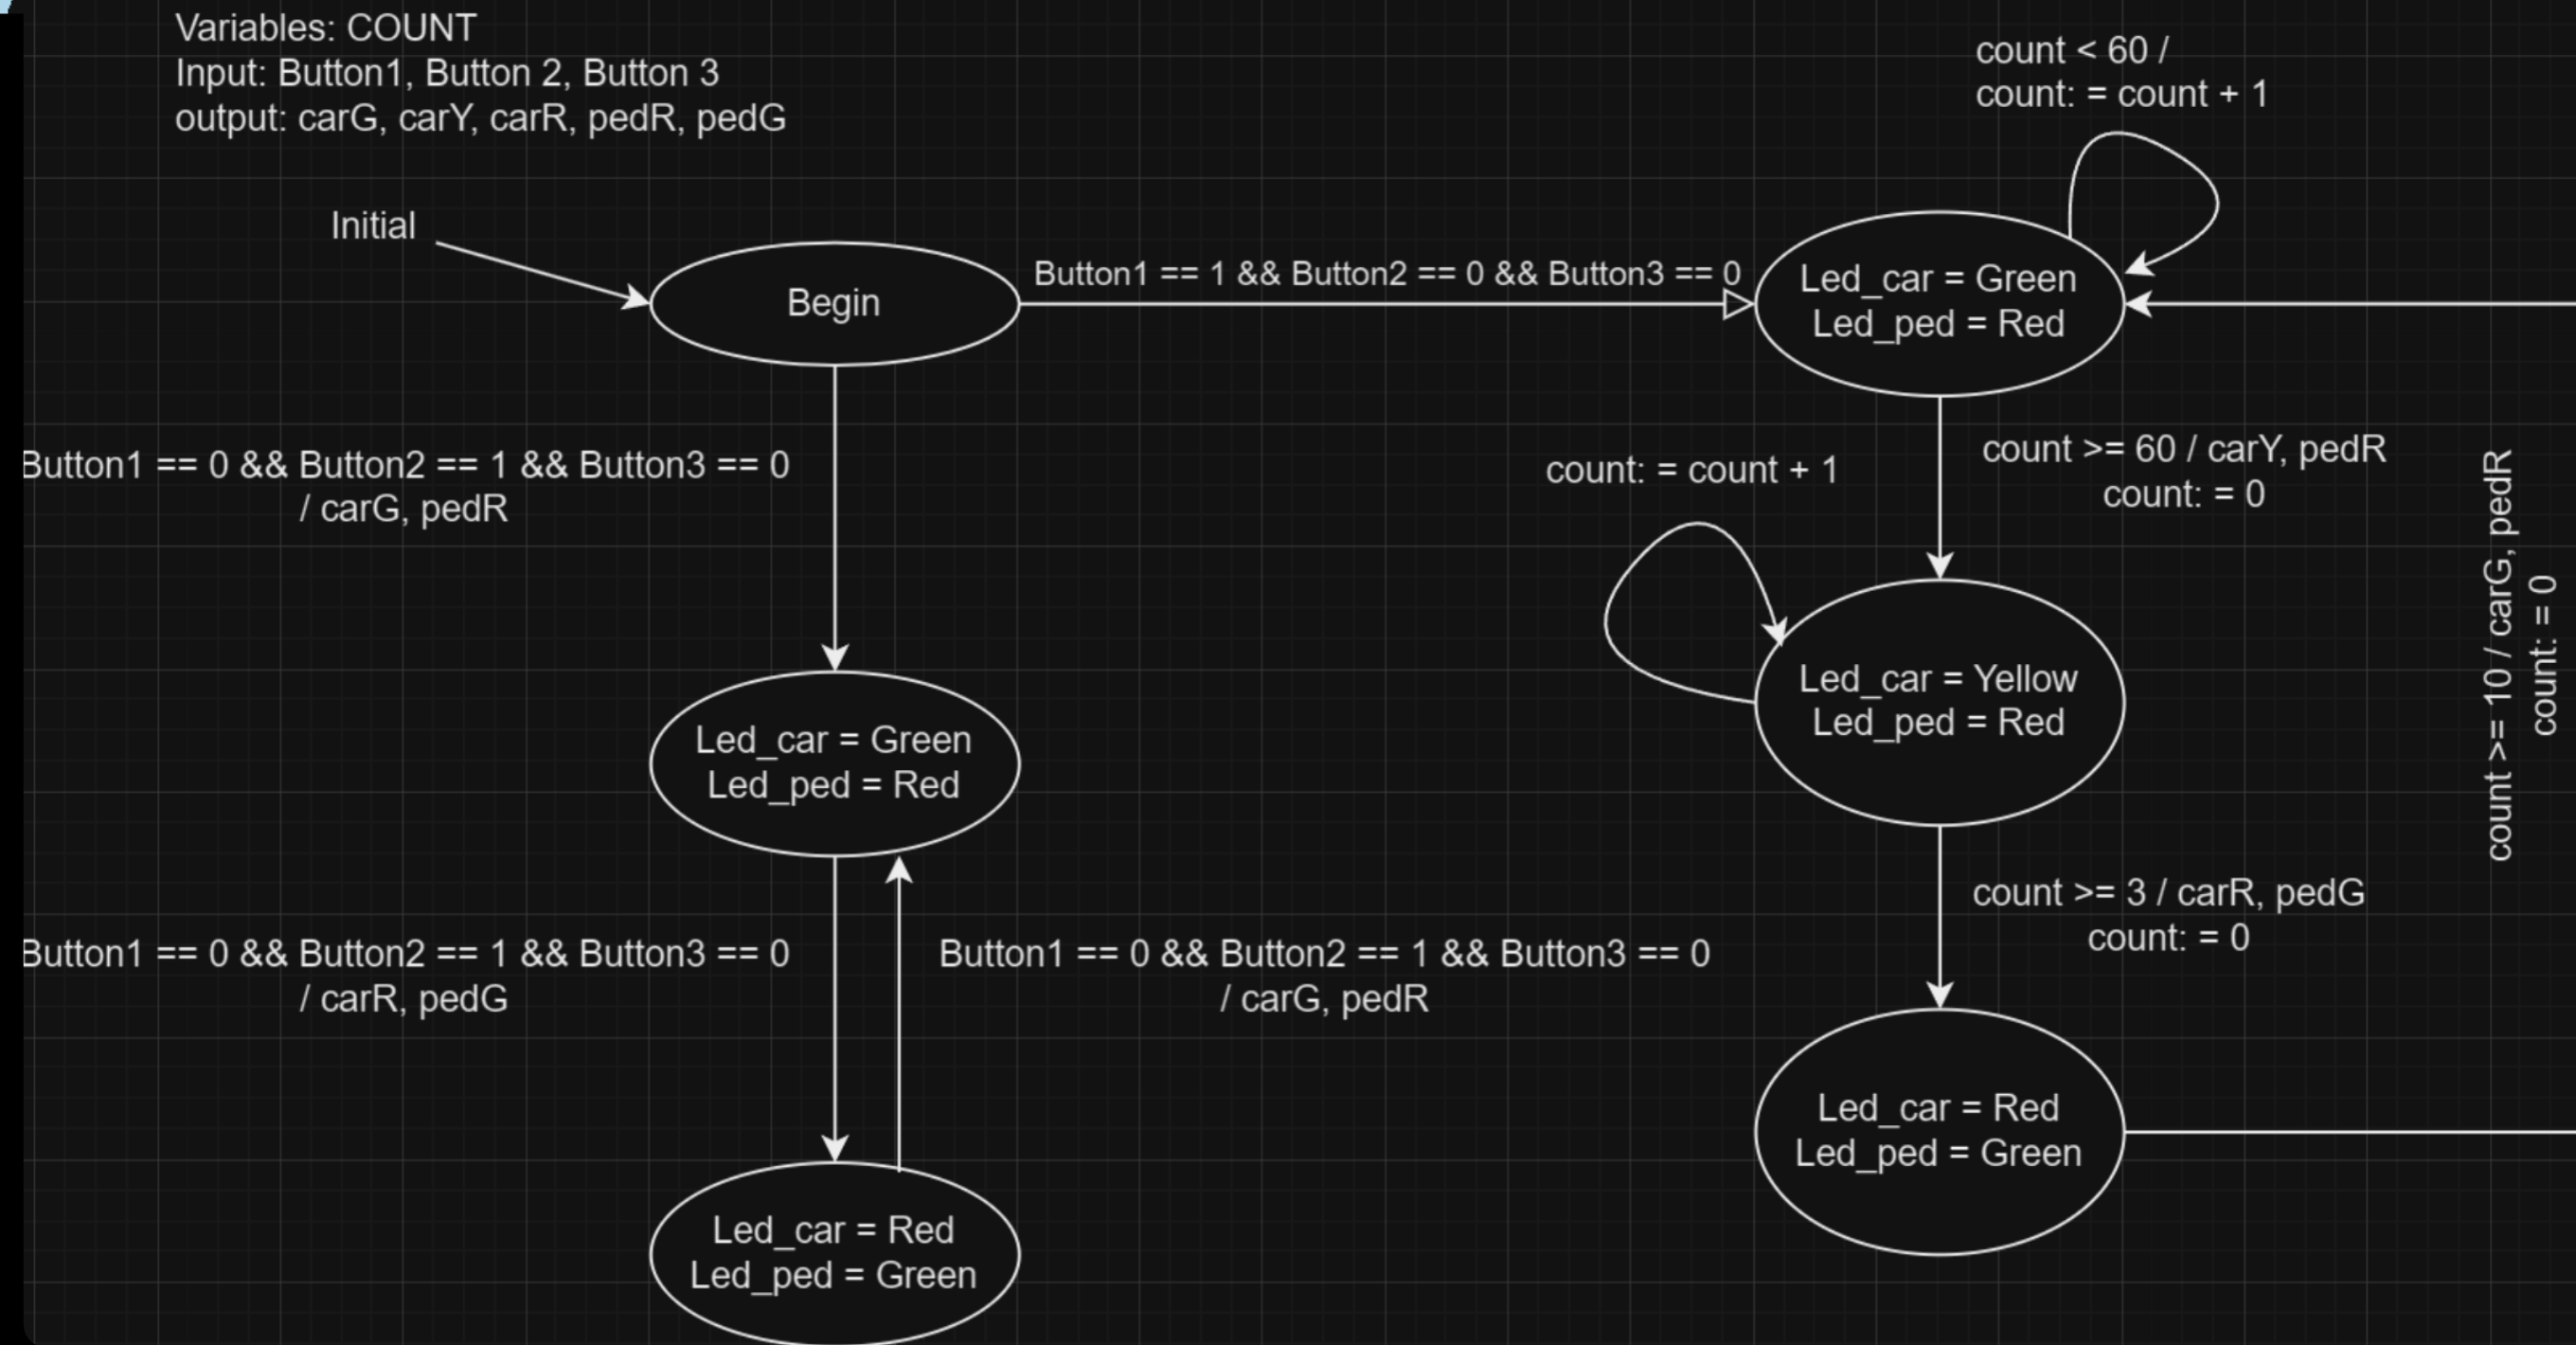 Variables: COUNT
Input: Button1, Button 2, Button 3
output: carG, carY, carR, pedR, pedG
count < 60 /
count: = count + 1
Initial
Begin
Button1 == 1 && Button2 == 0 && Button3 == 0
Led_car = Green
Led_ped = Red
Button1 == 0 && Button2 == 1 && Button3 == 0
/ carG, pedR
count: = count + 1
count >= 60 / carY, pedR
count: = 0
count >= 10 / carG, pedR
count: = 0
Led_car = Green
Led_ped = Red
Led_car = Yellow
Led_ped = Red
Button1 == 0 && Button2 == 1 && Button3 == 0
/ carR, pedG
Button1 == 0 && Button2 == 1 && Button3 == 0
/ carG, pedR
count >= 3 / carR, pedG
count: = 0
Led_car = Red
Led_ped = Green
Led_car = Red
Led_ped = Green